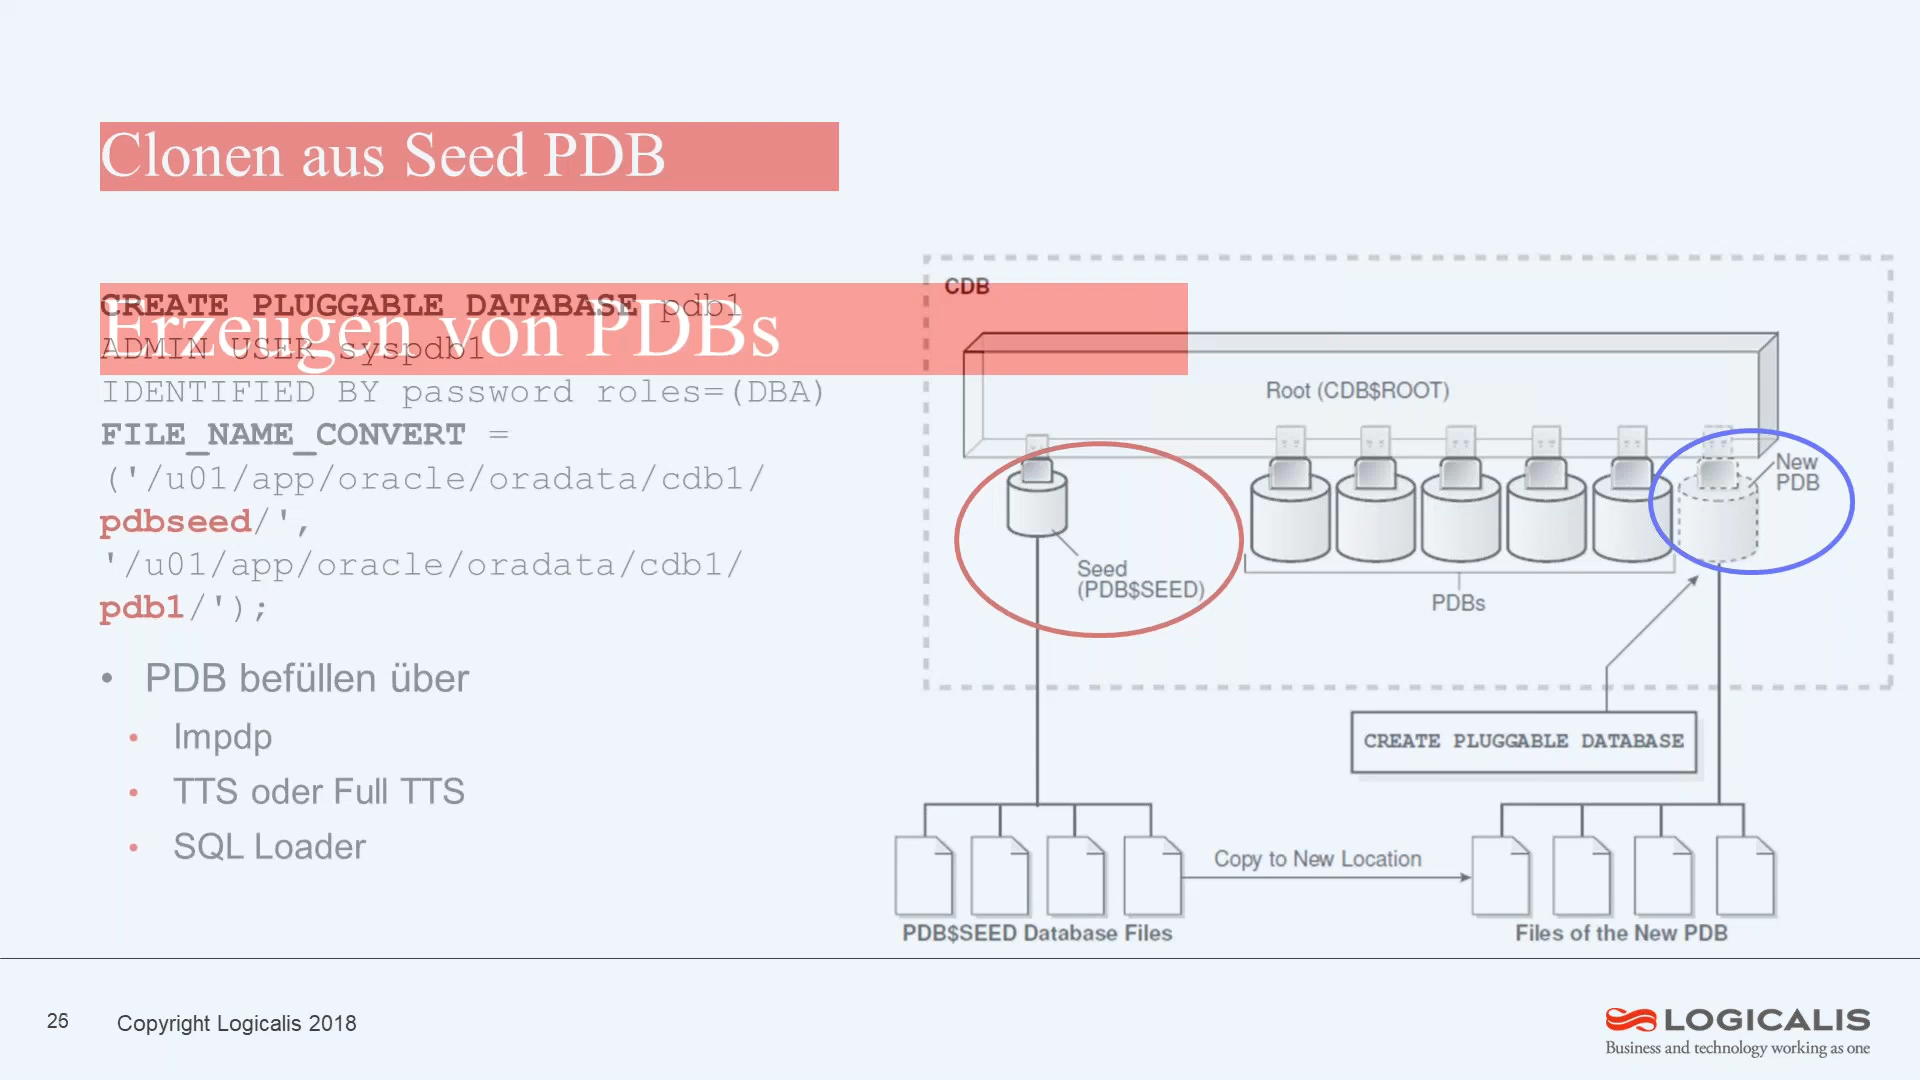 Clonen aus Seed PDB
Erzeugen von PDBs
CREATE PLUGGABLE DATABASE pdb1
ADMIN USER syspdb1
IDENTIFIED BY password roles=(DBA)
FILE_NAME_CONVERT =
('/u01/app/oracle/oradata/cdb1/
pdbseed/',
'/u01/app/oracle/oradata/cdb1/
pdb1/');
• PDB befüllen über
• Impdp
• TTS oder Full TTS
• SQL Loader
CDB
Root (CDB$ROOT)
New
PDB
Seed
(PDB$SEED)
PDBs
CREATE PLUGGABLE DATABASE
Copy to New Location
PDB$SEED Database Files
Files of the New PDB
26
Copyright Logicalis 2018
LOGICALIS
Business and technology working as one